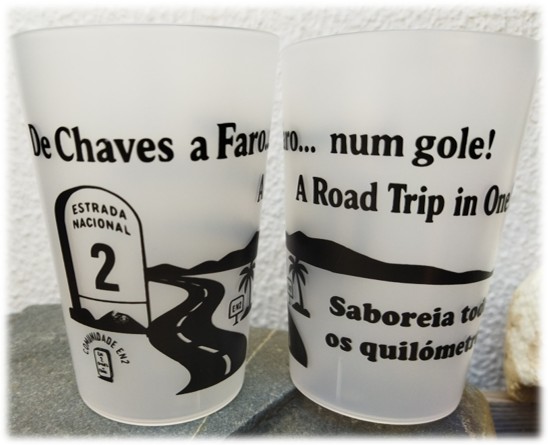 De Chaves a Faro..
ESTRADA
NACIONAL
2
EN2
COMUNIDADE EN2
ro... num gole!
A Road Trip in One
Saboreia tod
os quilómetr